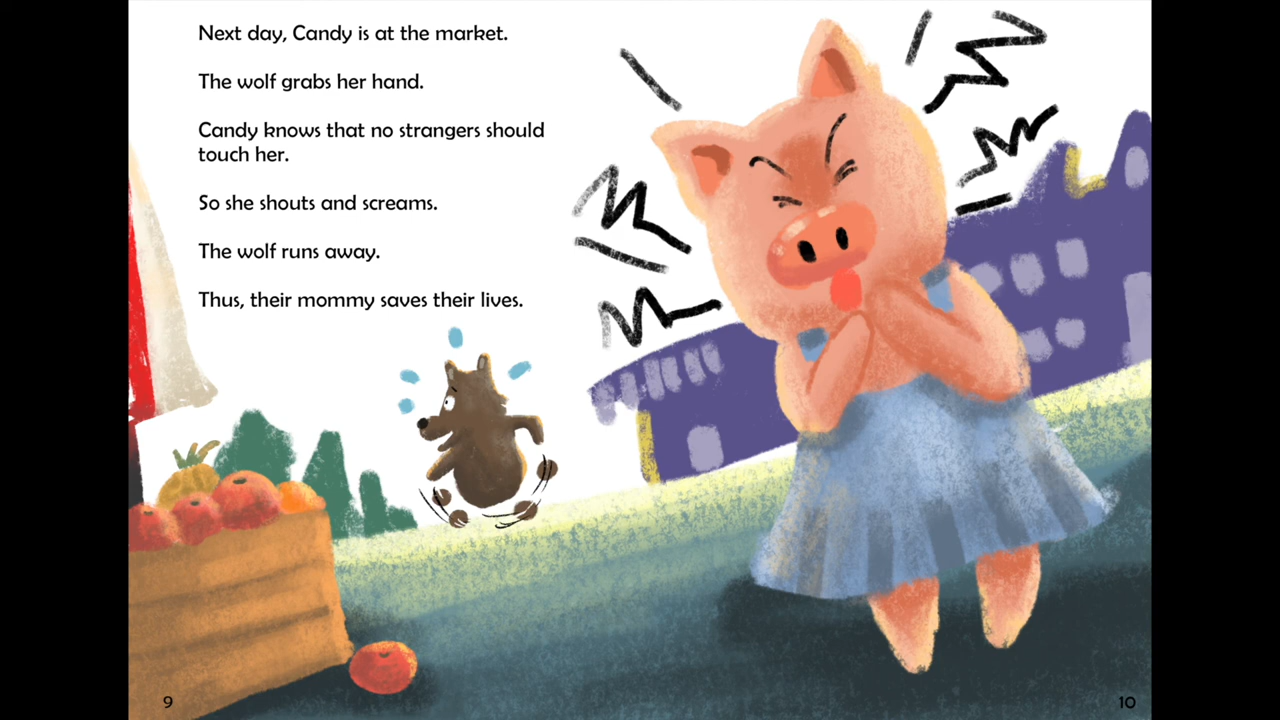 Next day, Candy is at the market.
The wolf grabs her hand.
Candy knows that no strangers should
touch her.
So she shouts and screams.
The wolf runs away.
Thus, their mommy saves their lives.
9
10